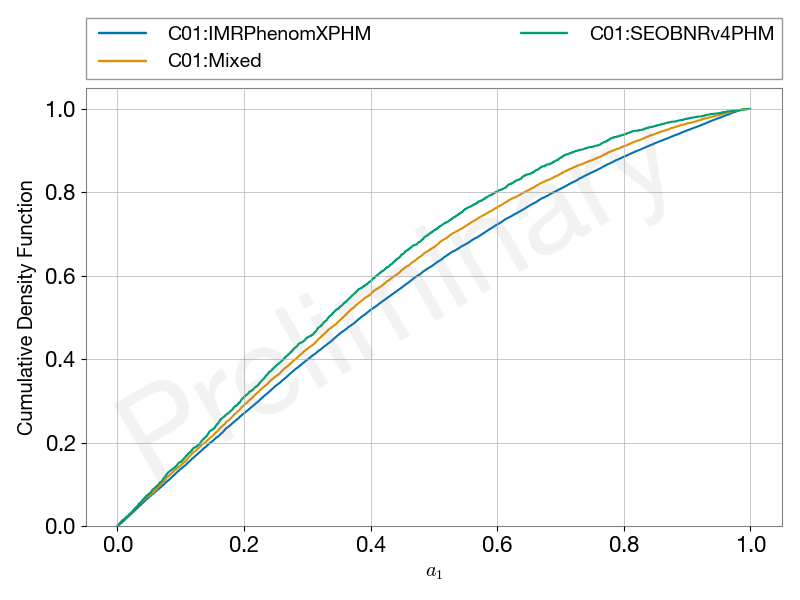 C01:IMRPhenomXPHM
C01:Mixed
C01:SEOBNRv4PHM
Cumulative Density Function
1.0
0.8
0.6
0.4
0.2
0.0
0.0 0.2 0.4 0.6 0.8 1.0
a₁
Preliminary